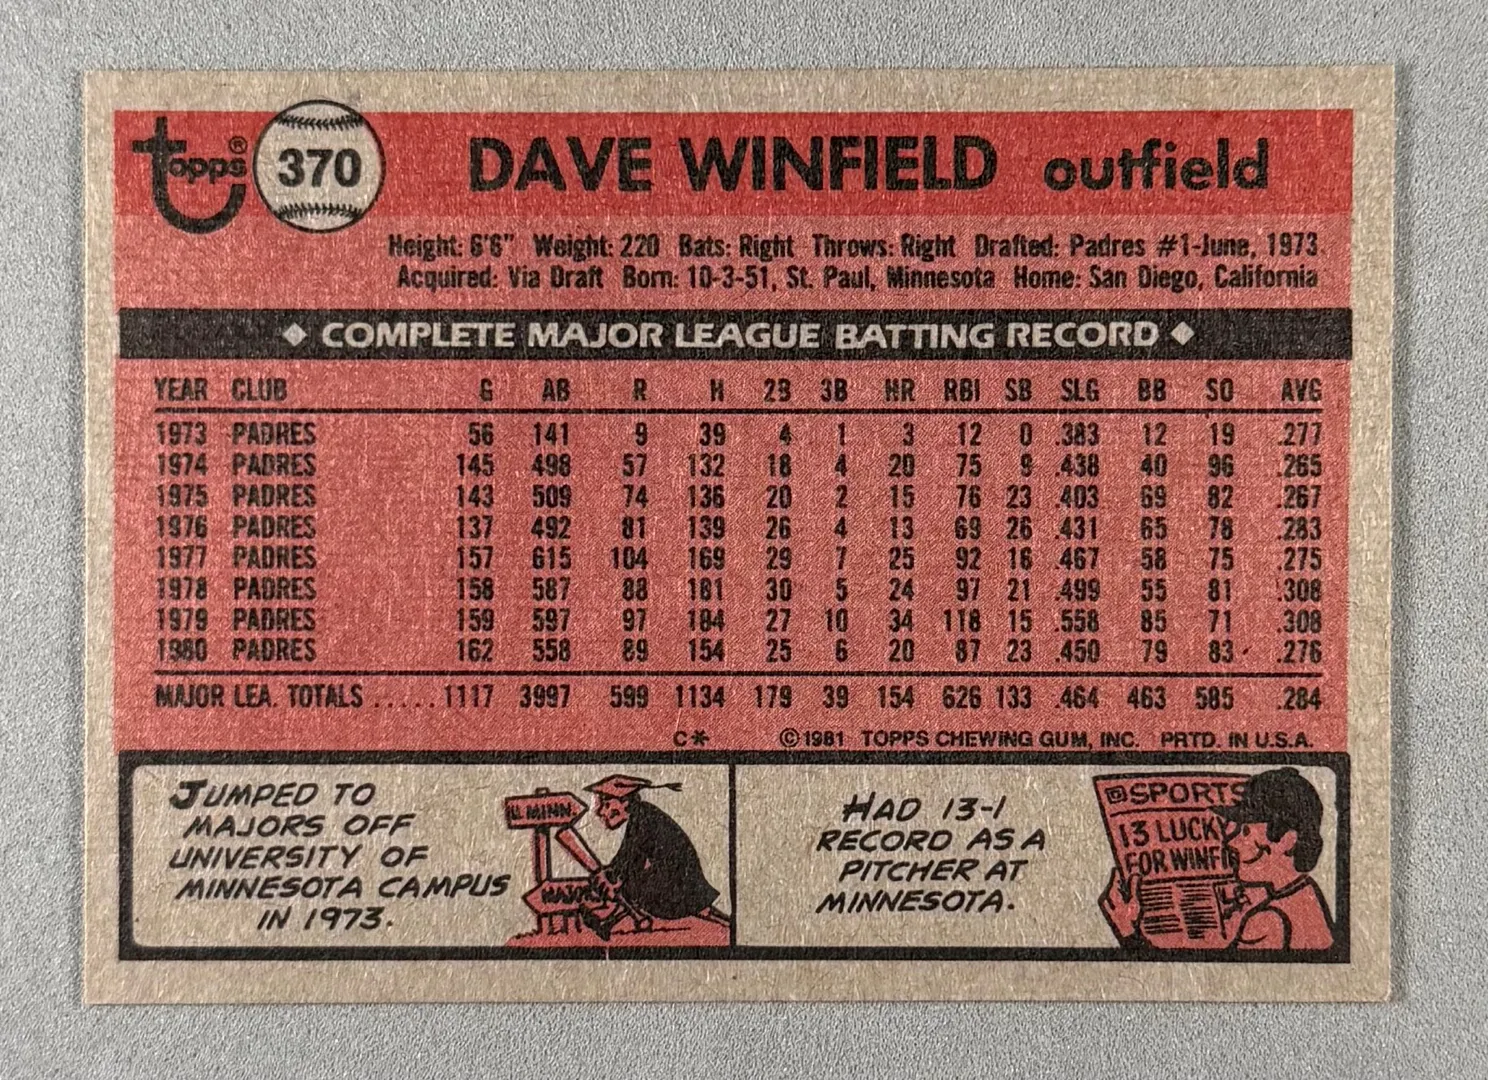 topps® 370 DAVE WINFIELD outfield
Height: 6'6" Weight: 220 Bats: Right Throws: Right Drafted: Padres #1-June, 1973
Acquired: Via Draft Born: 10-3-51, St. Paul, Minnesota Home: San Diego, California
◆ COMPLETE MAJOR LEAGUE BATTING RECORD ◆
YEAR CLUB G AB R H 2B 3B HR RBI SB SLG BB SO AVG
1973 PADRES 56 141 9 39 4 1 3 12 0 .383 12 19 .277
1974 PADRES 145 498 57 132 18 4 20 75 9 .438 40 96 .265
1975 PADRES 143 509 74 136 20 2 15 76 23 .403 69 82 .267
1976 PADRES 137 492 81 139 26 4 13 69 26 .431 65 78 .283
1977 PADRES 157 615 104 169 29 7 25 92 16 .467 58 75 .275
1978 PADRES 158 587 88 181 30 5 24 97 21 .499 55 81 .308
1979 PADRES 159 597 97 184 27 10 34 118 15 .558 85 71 .308
1980 PADRES 162 558 89 154 25 6 20 87 23 .450 79 83 .276
MAJOR LEA. TOTALS ..... 1117 3997 599 1134 179 39 154 626 133 .464 463 585 .284
C* ©1981 TOPPS CHEWING GUM, INC. PRTD. IN U.S.A.
JUMPED TO
MAJORS OFF
UNIVERSITY OF
MINNESOTA CAMPUS
IN 1973.
U. MINN.
MAJOR
HAD 13-1
RECORD AS A
PITCHER AT
MINNESOTA.
SPORTS
13 LUCKY
FOR WINFI